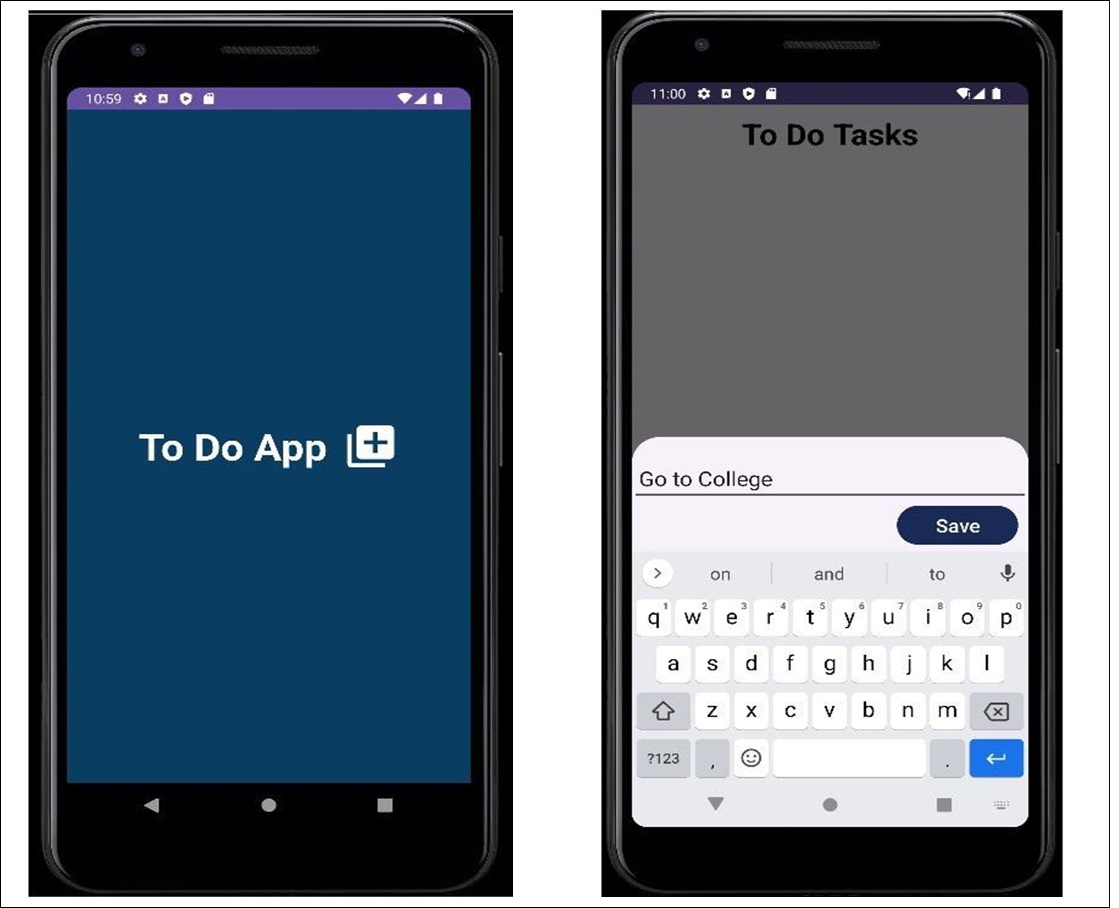 10:59
To Do App
11:00
To Do Tasks
Go to College
Save
on and to
q1 w2 e3 r4 t5 y6 u7 i8 o9 p0
a s d f g h j k l
z x c v b n m
?123 , .